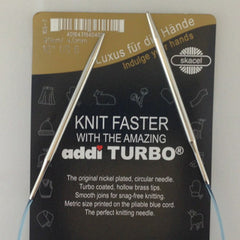 Luxus für die Hände
Indulge your hands
skacel
KNIT FASTER
WITH THE AMAZING
addi TURBO®
The original nickel plated, circular needle.
Turbo coated, hollow brass tips.
Smooth joins for snag-free knitting.
Metric size printed on the pliable blue cord.
The perfect knitting needle.